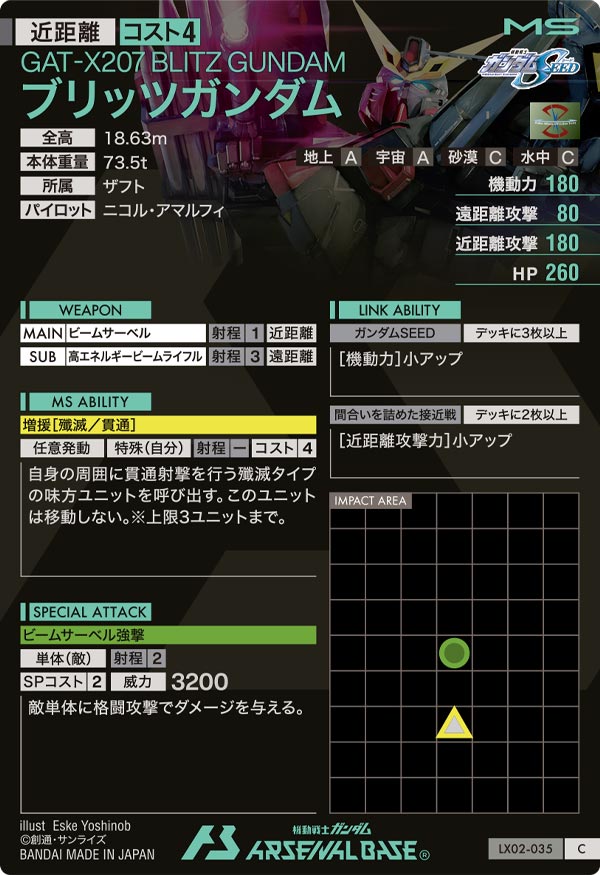 近距離 コスト4 MS
GAT-X207 BLITZ GUNDAM
ブリッツガンダム
機動戦士
ガンダムSEED
全高 18.63m
本体重量 73.5t
所属 ザフト
パイロット ニコル・アマルフィ
地上 A 宇宙 A 砂漠 C 水中 C
機動力 180
遠距離攻撃 80
近距離攻撃 180
HP 260
WEAPON
MAIN ビームサーベル 射程 1 近距離
SUB 高エネルギービームライフル 射程 3 遠距離
MS ABILITY
増援[殲滅／貫通]
任意発動 特殊(自分) 射程 ー コスト 4
自身の周囲に貫通射撃を行う殲滅タイプ
の味方ユニットを呼び出す。このユニット
は移動しない。※上限3ユニットまで。
SPECIAL ATTACK
ビームサーベル強撃
単体(敵) 射程 2
SPコスト 2 威力 3200
敵単体に格闘攻撃でダメージを与える。
LINK ABILITY
ガンダムSEED デッキに3枚以上
[機動力]小アップ
間合いを詰めた接近戦 デッキに2枚以上
[近距離攻撃力]小アップ
IMPACT AREA
illust Eske Yoshinob
©創通・サンライズ
BANDAI MADE IN JAPAN
機動戦士ガンダム
AB ARSENAL BASE®
LX02-035 C